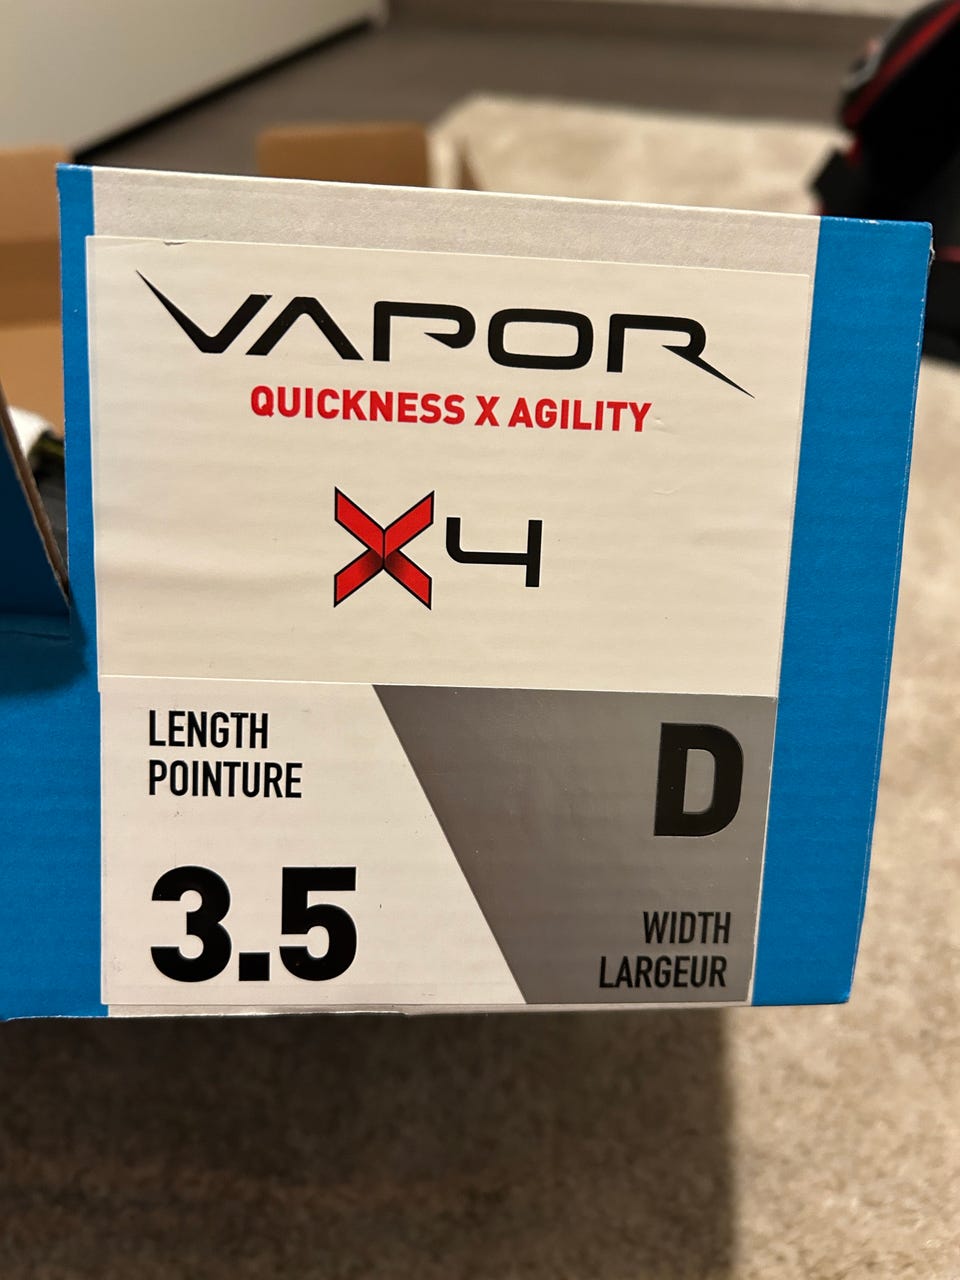 VAPOR
QUICKNESS X AGILITY
X4
LENGTH
POINTURE
3.5
D
WIDTH
LARGEUR